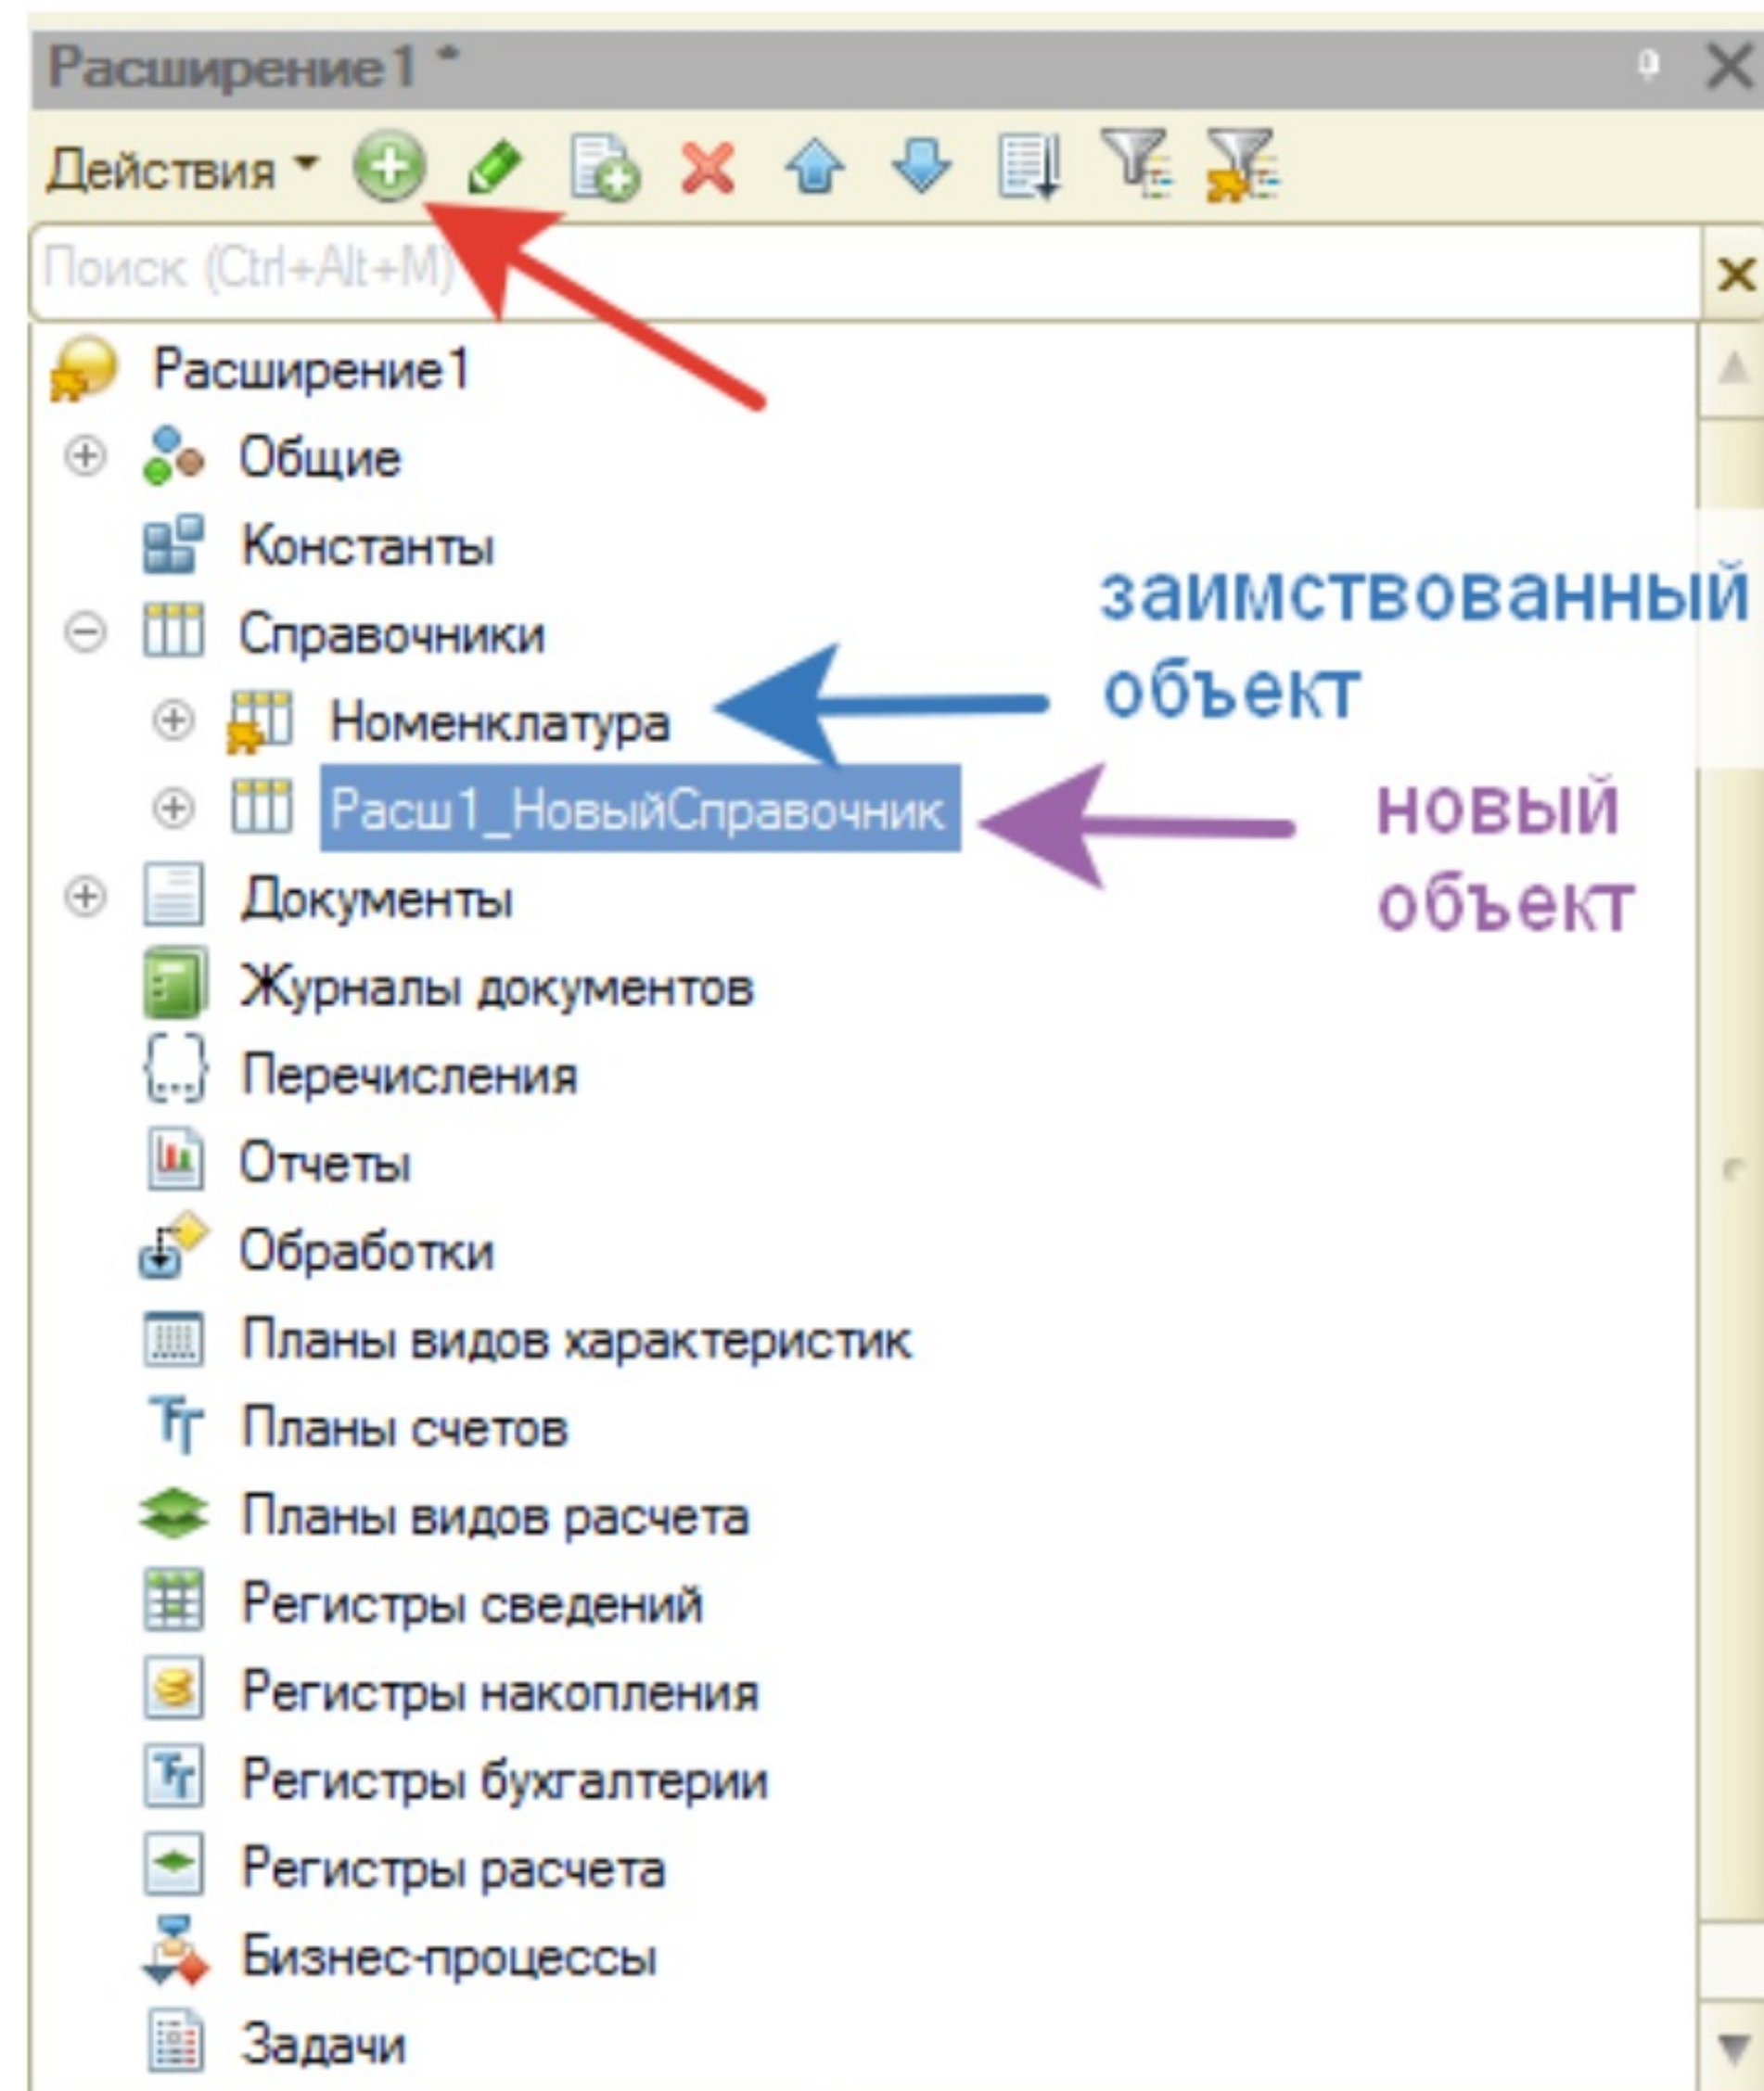 Расширение1 *
Действия
Поиск (Ctrl+Alt+M)
Расширение1
Общие
Константы
Справочники
заимствованный
объект
Номенклатура
Расш1_НовыйСправочник
новый
объект
Документы
Журналы документов
Перечисления
Отчеты
Обработки
Планы видов характеристик
Планы счетов
Планы видов расчета
Регистры сведений
Регистры накопления
Регистры бухгалтерии
Регистры расчета
Бизнес-процессы
Задачи